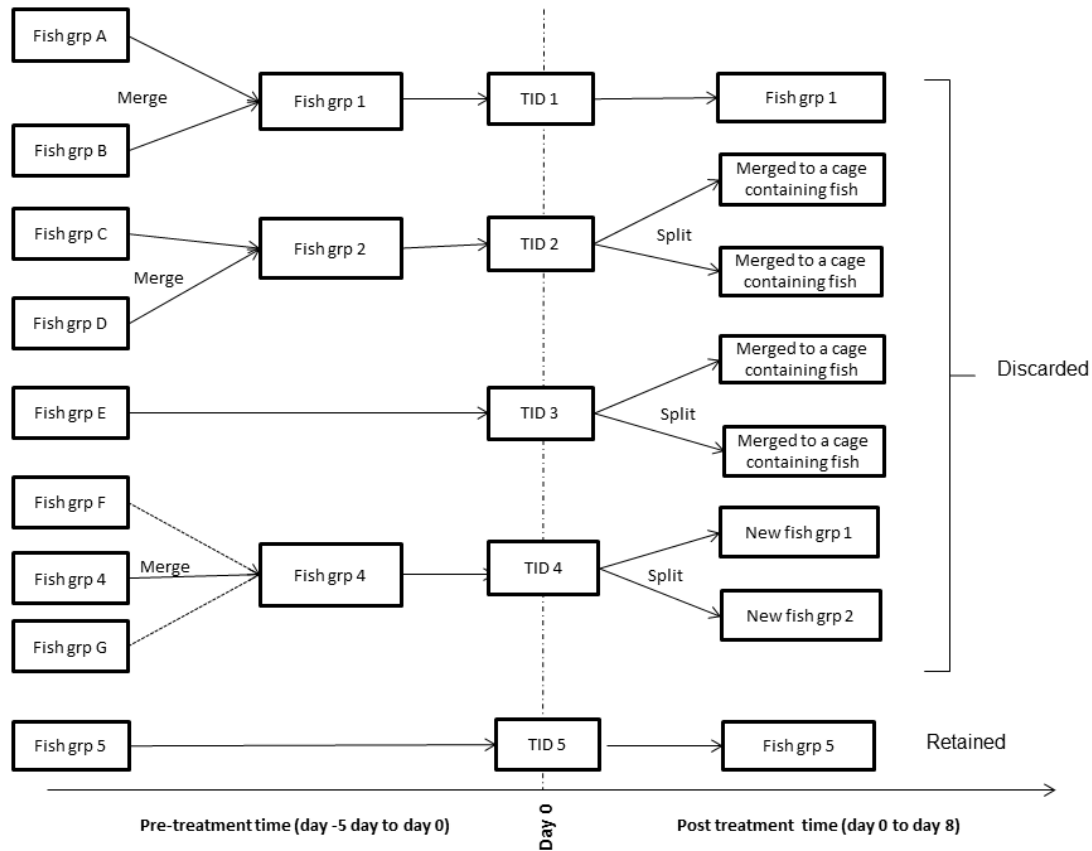 Fish grp A
Merge
Fish grp B
Fish grp 1
TID 1
Fish grp 1
Fish grp C
Merge
Fish grp D
Fish grp 2
TID 2
Split
Merged to a cage
containing fish
Merged to a cage
containing fish
Fish grp E
TID 3
Split
Merged to a cage
containing fish
Merged to a cage
containing fish
Discarded
Fish grp F
Fish grp 4
Merge
Fish grp G
Fish grp 4
TID 4
Split
New fish grp 1
New fish grp 2
Fish grp 5
TID 5
Fish grp 5
Retained
Pre-treatment time (day -5 day to day 0)
Day 0
Post treatment time (day 0 to day 8)